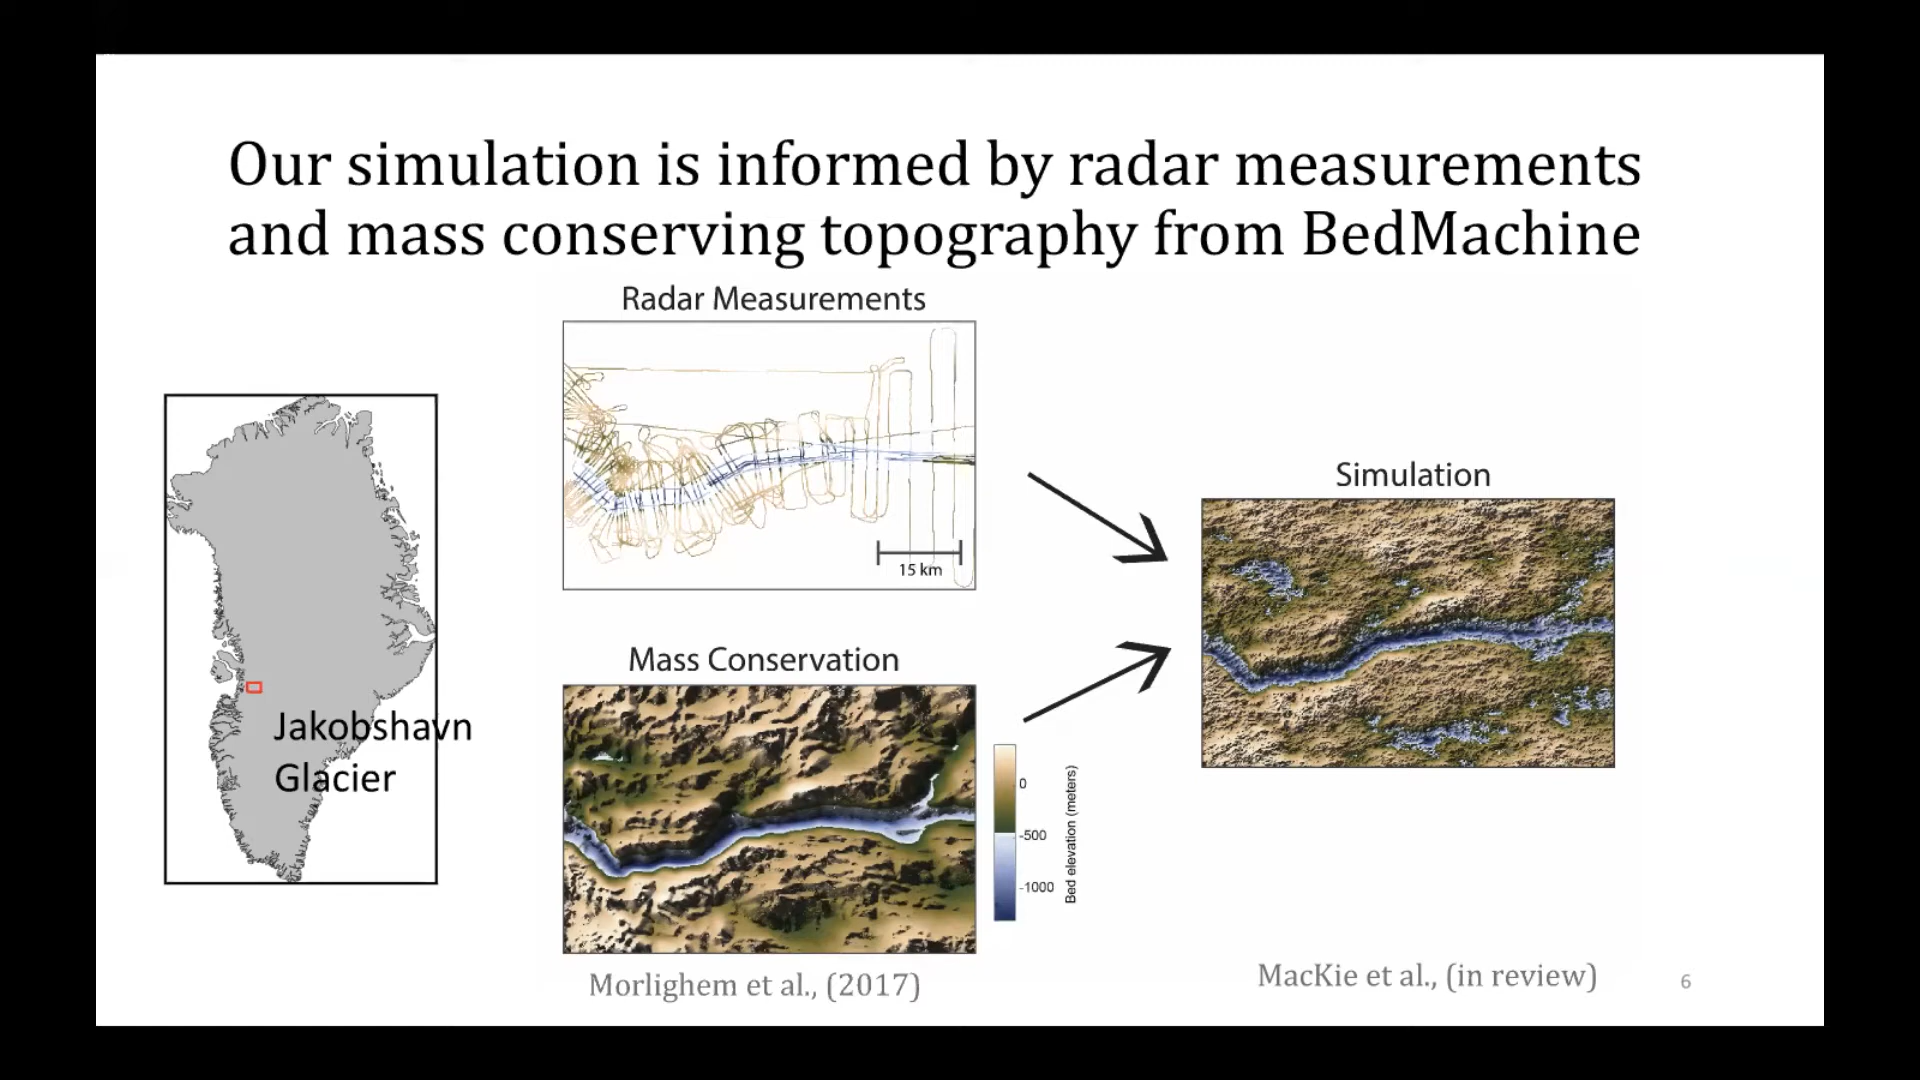 Our simulation is informed by radar measurements
and mass conserving topography from BedMachine
Radar Measurements
15 km
Jakobshavn
Glacier
Mass Conservation
0
-500
-1000
Bed elevation (meters)
Morlighem et al., (2017)
Simulation
MacKie et al., (in review)
6